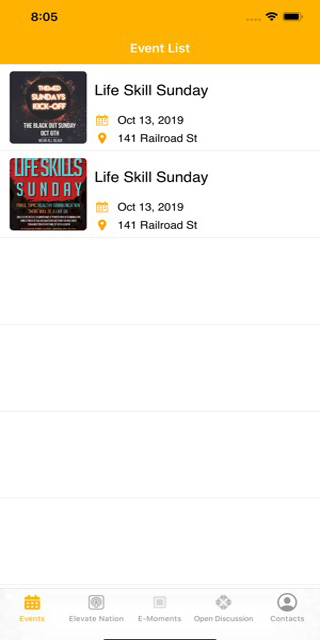 8:05
Event List
THEMED
SUNDAYS
KICK-OFF
THE BLACK OUT SUNDAY
OCT 6TH
WEAR ALL BLACK
Life Skill Sunday
Oct 13, 2019
141 Railroad St
LIFE SKILLS
SUNDAY
Life Skill Sunday
Oct 13, 2019
141 Railroad St
Events
Elevate Nation
E-Moments
Open Discussion
Contacts